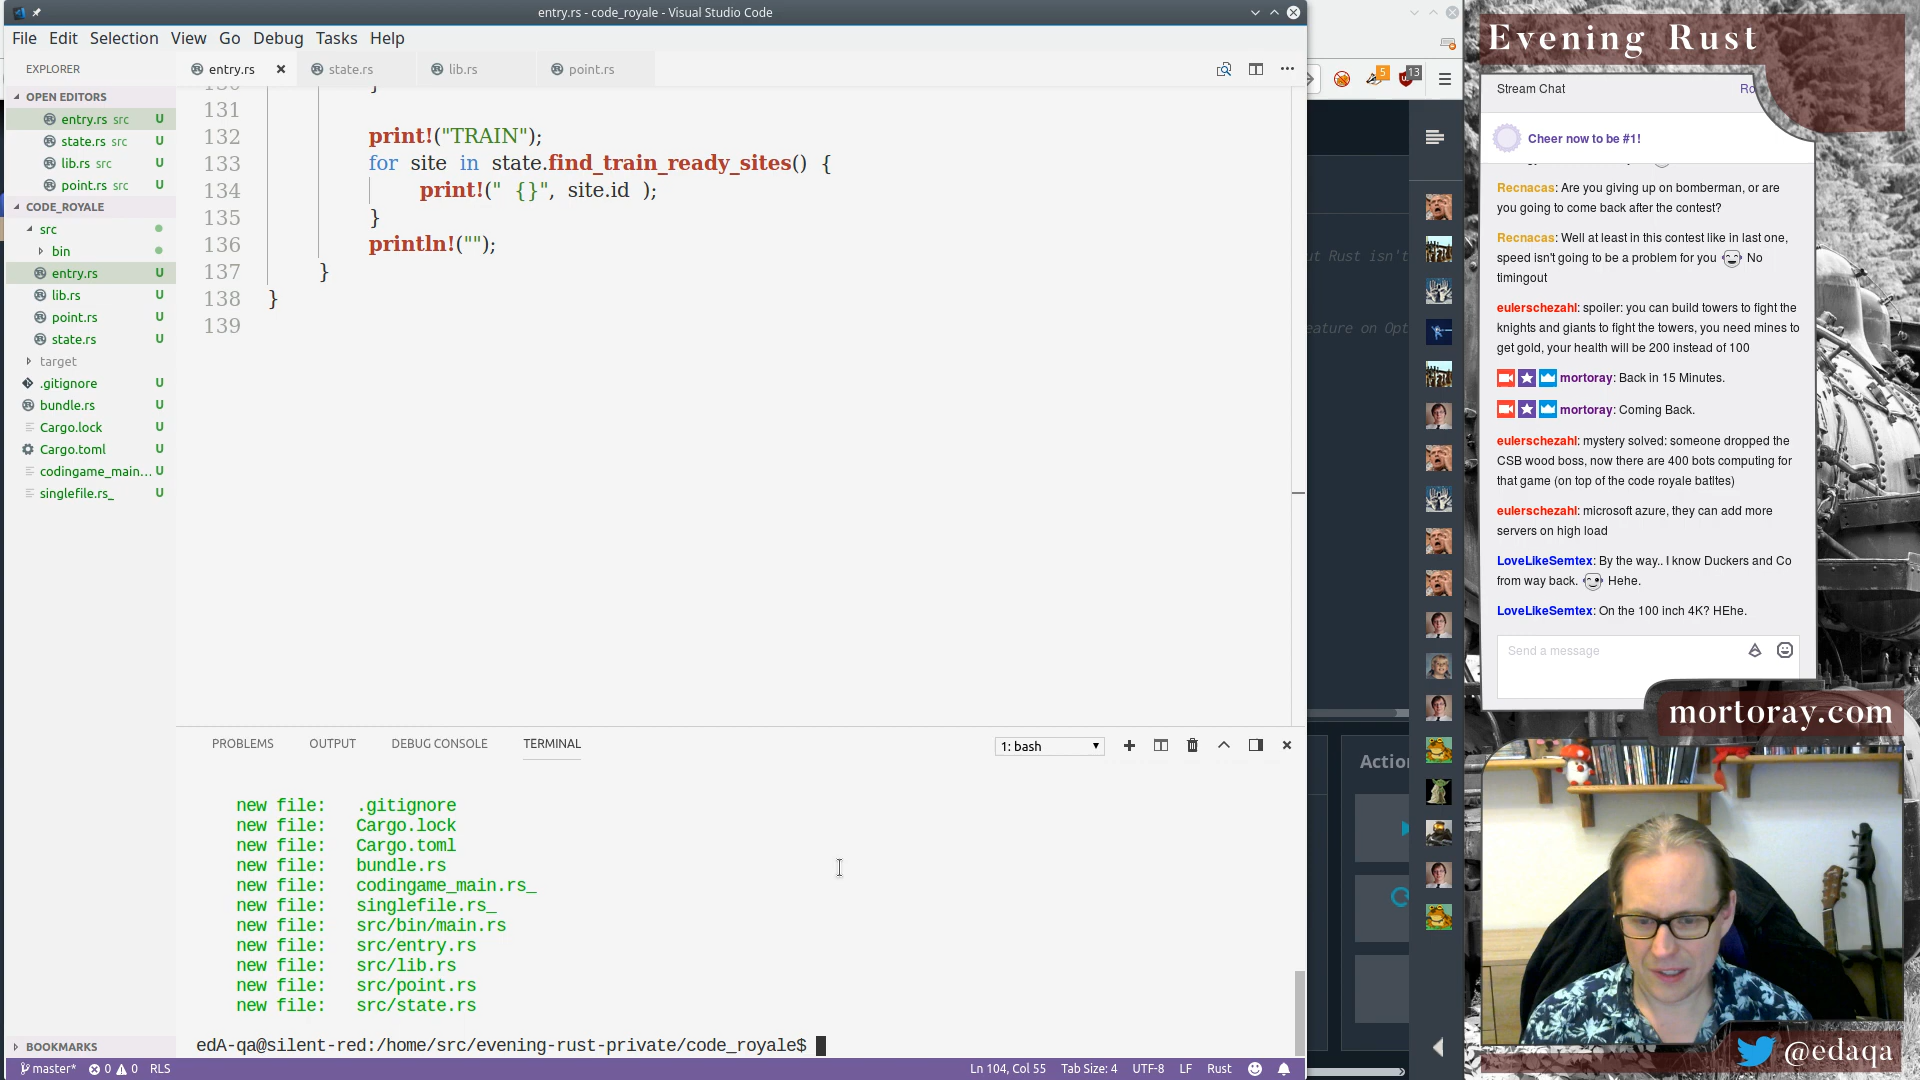 entry.rs - code_royale - Visual Studio Code
File Edit Selection View Go Debug Tasks Help
EXPLORER
entry.rs
state.rs
lib.rs
point.rs
OPEN EDITORS
entry.rs src U
state.rs src U
lib.rs src U
point.rs src U
CODE_ROYALE
src
bin
entry.rs U
lib.rs U
point.rs U
state.rs U
target
.gitignore U
bundle.rs U
Cargo.lock U
Cargo.toml U
codingame_main... U
singlefile.rs_ U
BOOKMARKS
130 }
131
132 print!("TRAIN");
133 for site in state.find_train_ready_sites() {
134 print!(" {}", site.id );
135 }
136 println!("");
137 }
138 }
139
PROBLEMS OUTPUT DEBUG CONSOLE TERMINAL
1: bash
new file: .gitignore
new file: Cargo.lock
new file: Cargo.toml
new file: bundle.rs
new file: codingame_main.rs_
new file: singlefile.rs_
new file: src/bin/main.rs
new file: src/entry.rs
new file: src/lib.rs
new file: src/point.rs
new file: src/state.rs
edA-qa@silent-red:/home/src/evening-rust-private/code_royale$
master* 0 0 RLS
Ln 104, Col 55 Tab Size: 4 UTF-8 LF Rust
5
13
ut Rust isn't
eature on Opt
Action
Evening Rust
Stream Chat
Cheer now to be #1!
Recnacas: Are you giving up on bomberman, or are
you going to come back after the contest?
Recnacas: Well at least in this contest like in last one,
speed isn't going to be a problem for you No
timingout
eulerschezahl: spoiler: you can build towers to fight the
knights and giants to fight the towers, you need mines to
get gold, your health will be 200 instead of 100
mortoray: Back in 15 Minutes.
mortoray: Coming Back.
eulerschezahl: mystery solved: someone dropped the
CSB wood boss, now there are 400 bots computing for
that game (on top of the code royale batltes)
eulerschezahl: microsoft azure, they can add more
servers on high load
LoveLikeSemtex: By the way.. I know Duckers and Co
from way back. Hehe.
LoveLikeSemtex: On the 100 inch 4K? HEhe.
Send a message
mortoray.com
@edaqa